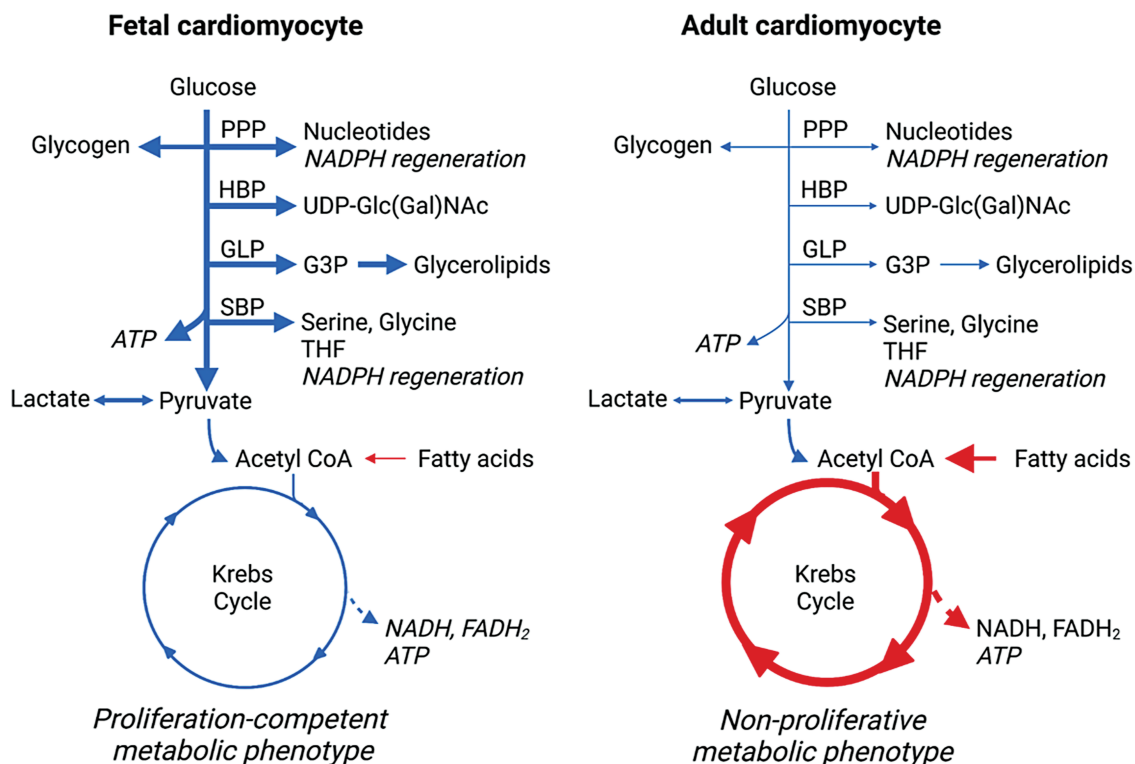 Fetal cardiomyocyte
Glucose
Glycogen
PPP
Nucleotides
NADPH regeneration
HBP
UDP-Glc(Gal)NAc
GLP
G3P
Glycerolipids
SBP
Serine, Glycine
THF
NADPH regeneration
ATP
Lactate
Pyruvate
Acetyl CoA
Fatty acids
Krebs
Cycle
NADH, FADH₂
ATP
Proliferation-competent
metabolic phenotype
Adult cardiomyocyte
Glucose
Glycogen
PPP
Nucleotides
NADPH regeneration
HBP
UDP-Glc(Gal)NAc
GLP
G3P
Glycerolipids
SBP
Serine, Glycine
THF
NADPH regeneration
ATP
Lactate
Pyruvate
Acetyl CoA
Fatty acids
Krebs
Cycle
NADH, FADH₂
ATP
Non-proliferative
metabolic phenotype